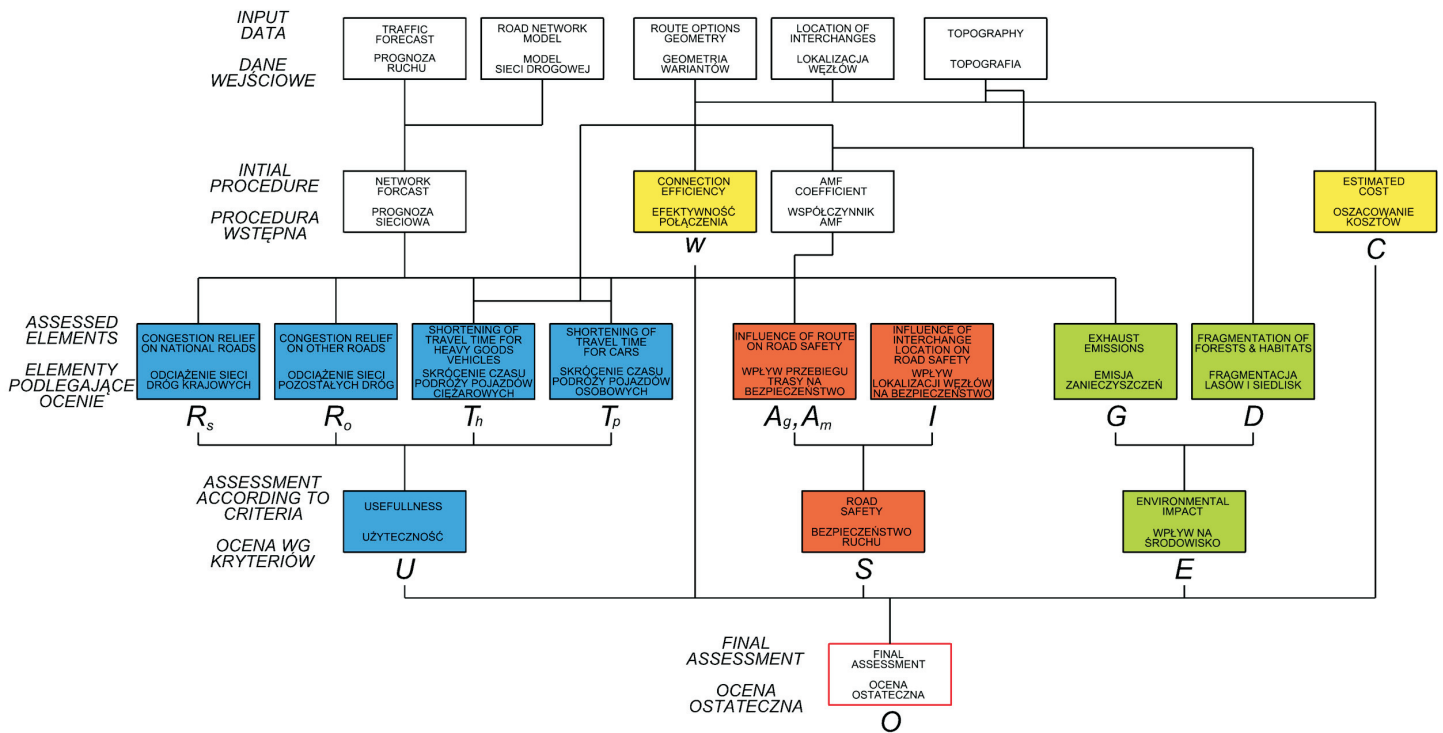 INPUT
DATA
DANE
WEJŚCIOWE
TRAFFIC
FORECAST
PROGNOZA
RUCHU
ROAD NETWORK
MODEL
MODEL
SIECI DROGOWEJ
ROUTE OPTIONS
GEOMETRY
GEOMETRIA
WARIANTÓW
LOCATION OF
INTERCHANGES
LOKALIZACJA
WĘZŁÓW
TOPOGRAPHY
TOPOGRAFIA
INTIAL
PROCEDURE
PROCEDURA
WSTĘPNA
NETWORK
FORCAST
PROGNOZA
SIECIOWA
CONNECTION
EFFICIENCY
EFEKTYWNOŚĆ
POŁĄCZENIA
W
AMF
COEFFICIENT
WSPÓŁCZYNNIK
AMF
ESTIMATED
COST
OSZACOWANIE
KOSZTÓW
C
ASSESSED
ELEMENTS
ELEMENTY
PODLEGAJĄCE
OCENIE
CONGESTION RELIEF
ON NATIONAL ROADS
ODCIĄŻENIE SIECI
DRÓG KRAJOWYCH
Rs
CONGESTION RELIEF
ON OTHER ROADS
ODCIĄŻENIE SIECI
POZOSTAŁYCH DRÓG
Ro
SHORTENING OF
TRAVEL TIME FOR
HEAVY GOODS
VEHICLES
SKRÓCENIE CZASU
PODRÓŻY POJAZDÓW
CIĘŻAROWYCH
Th
SHORTENING OF
TRAVEL TIME
FOR CARS
SKRÓCENIE CZASU
PODRÓŻY POJAZDÓW
OSOBOWYCH
Tp
INFLUENCE OF ROUTE
ON ROAD SAFETY
WPŁYW PRZEBIEGU
TRASY NA
BEZPIECZEŃSTWO
Ag, Am
INFLUENCE OF
INTERCHANGE
LOCATION ON
ROAD SAFETY
WPŁYW
LOKALIZACJI WĘZŁÓW
NA BEZPIECZEŃSTWO
I
EXHAUST
EMISSIONS
EMISJA
ZANIECZYSZCZEŃ
G
FRAGMENTATION OF
FORESTS & HABITATS
FRAGMENTACJA
LASÓW I SIEDLISK
D
ASSESSMENT
ACCORDING TO
CRITERIA
OCENA WG
KRYTERIÓW
USEFULLNESS
UŻYTECZNOŚĆ
U
ROAD
SAFETY
BEZPIECZEŃSTWO
RUCHU
S
ENVIRONMENTAL
IMPACT
WPŁYW NA
ŚRODOWISKO
E
FINAL
ASSESSMENT
OCENA
OSTATECZNA
FINAL
ASSESSMENT
OCENA
OSTATECZNA
O